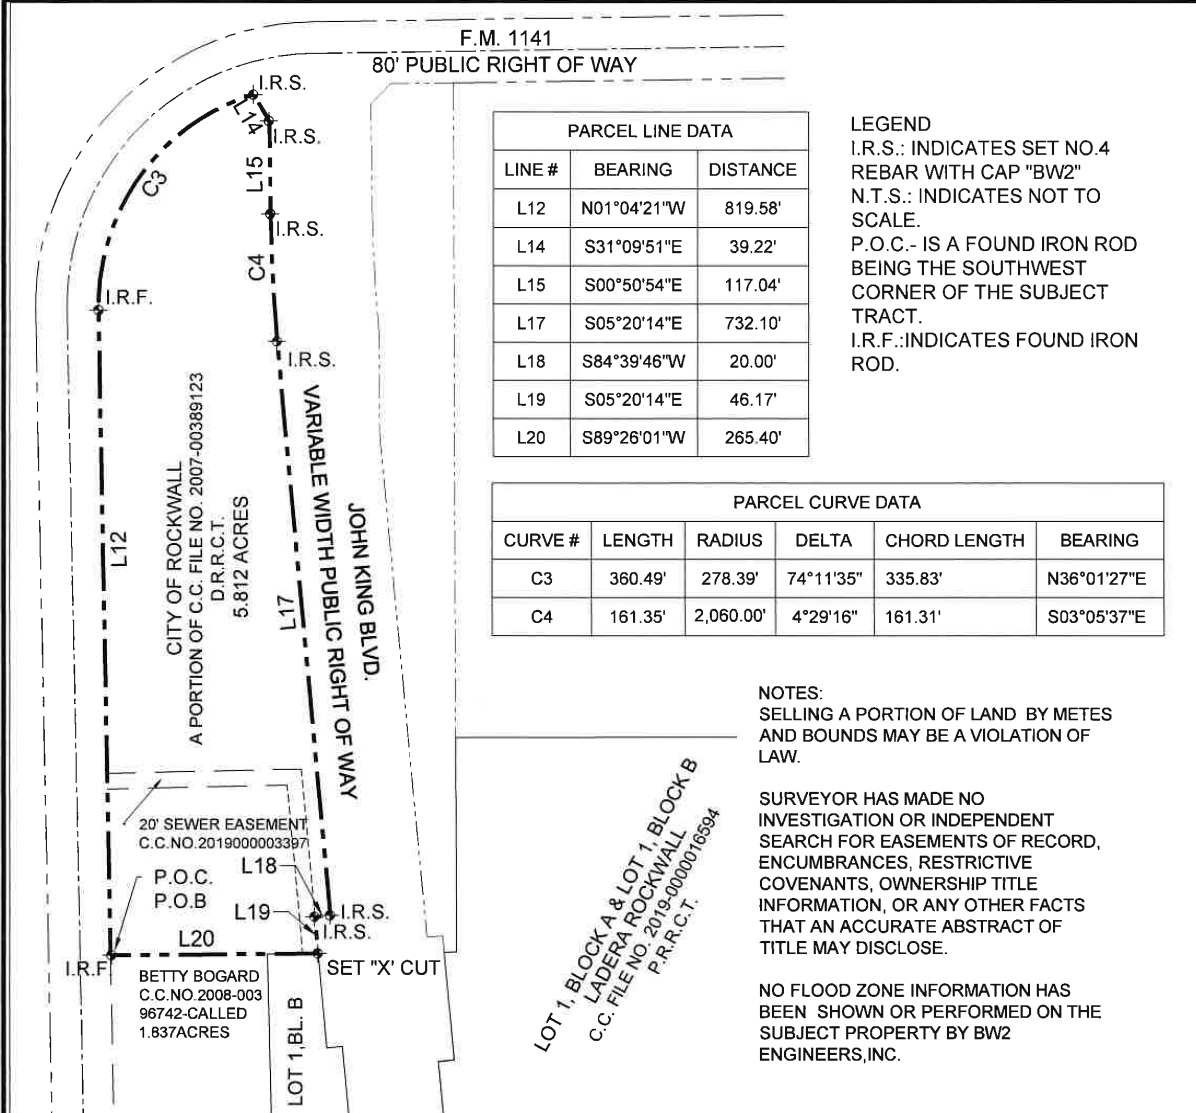 F.M. 1141
80' PUBLIC RIGHT OF WAY
I.R.S.
L14
I.R.S.
L15
C3
I.R.S.
C4
I.R.F.
I.R.S.
L12
CITY OF ROCKWALL
A PORTION OF C.C. FILE NO. 2007-00389123
D.R.R.C.T.
5.812 ACRES
L17
VARIABLE WIDTH PUBLIC RIGHT OF WAY
JOHN KING BLVD.
20' SEWER EASEMENT
C.C.NO.2019000003397
L18
P.O.C.
P.O.B
L19
I.R.S.
I.R.S.
L20
I.R.F
SET "X' CUT
BETTY BOGARD
C.C.NO.2008-003
96742-CALLED
1.837ACRES
LOT 1,BL. B
LOT 1, BLOCK A & LOT 1, BLOCK B
LADERA ROCKWALL
C.C. FILE NO. 2019-0000016594
P.R.R.C.T.
PARCEL LINE DATA
LINE # BEARING DISTANCE
L12 N01°04'21"W 819.58'
L14 S31°09'51"E 39.22'
L15 S00°50'54"E 117.04'
L17 S05°20'14"E 732.10'
L18 S84°39'46"W 20.00'
L19 S05°20'14"E 46.17'
L20 S89°26'01"W 265.40'
LEGEND
I.R.S.: INDICATES SET NO.4
REBAR WITH CAP "BW2"
N.T.S.: INDICATES NOT TO
SCALE.
P.O.C.- IS A FOUND IRON ROD
BEING THE SOUTHWEST
CORNER OF THE SUBJECT
TRACT.
I.R.F.:INDICATES FOUND IRON
ROD.
PARCEL CURVE DATA
CURVE # LENGTH RADIUS DELTA CHORD LENGTH BEARING
C3 360.49' 278.39' 74°11'35" 335.83' N36°01'27"E
C4 161.35' 2,060.00' 4°29'16" 161.31' S03°05'37"E
NOTES:
SELLING A PORTION OF LAND BY METES
AND BOUNDS MAY BE A VIOLATION OF
LAW.
SURVEYOR HAS MADE NO
INVESTIGATION OR INDEPENDENT
SEARCH FOR EASEMENTS OF RECORD,
ENCUMBRANCES, RESTRICTIVE
COVENANTS, OWNERSHIP TITLE
INFORMATION, OR ANY OTHER FACTS
THAT AN ACCURATE ABSTRACT OF
TITLE MAY DISCLOSE.
NO FLOOD ZONE INFORMATION HAS
BEEN SHOWN OR PERFORMED ON THE
SUBJECT PROPERTY BY BW2
ENGINEERS,INC.